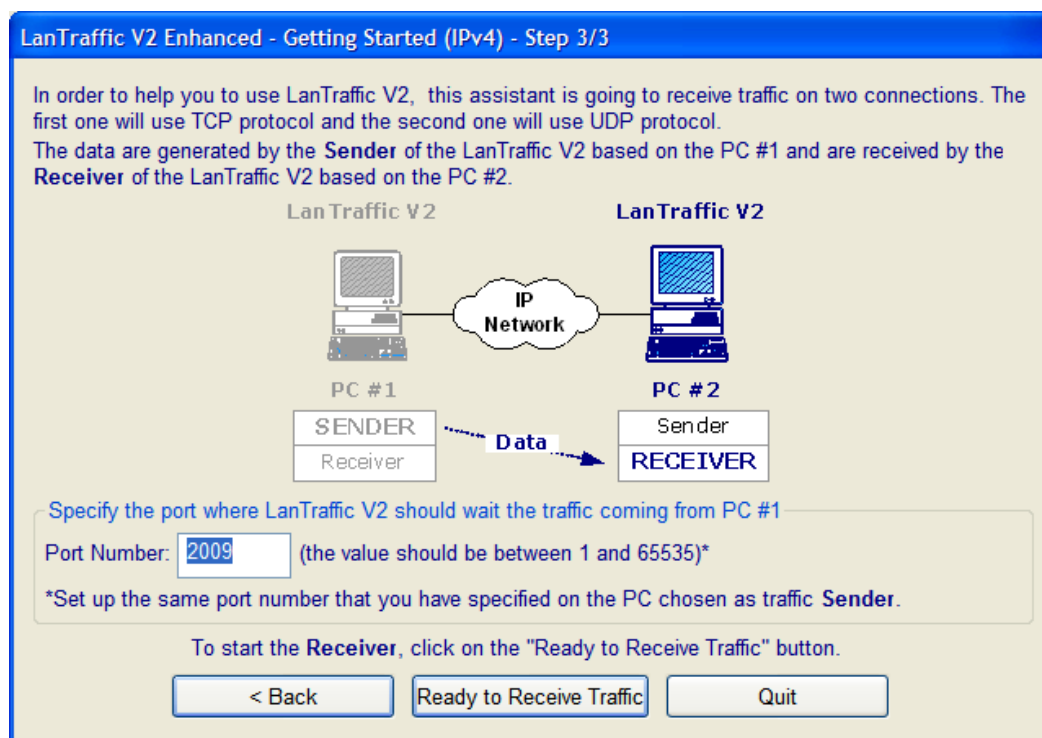 LanTraffic V2 Enhanced - Getting Started (IPv4) - Step 3/3
In order to help you to use LanTraffic V2, this assistant is going to receive traffic on two connections. The
first one will use TCP protocol and the second one will use UDP protocol.
The data are generated by the Sender of the LanTraffic V2 based on the PC #1 and are received by the
Receiver of the LanTraffic V2 based on the PC #2.
LanTraffic V2 LanTraffic V2
IP
Network
PC #1 PC #2
SENDER Sender
Data
Receiver RECEIVER
Specify the port where LanTraffic V2 should wait the traffic coming from PC #1
Port Number: 2009 (the value should be between 1 and 65535)*
*Set up the same port number that you have specified on the PC chosen as traffic Sender.
To start the Receiver, click on the "Ready to Receive Traffic" button.
< Back Ready to Receive Traffic Quit